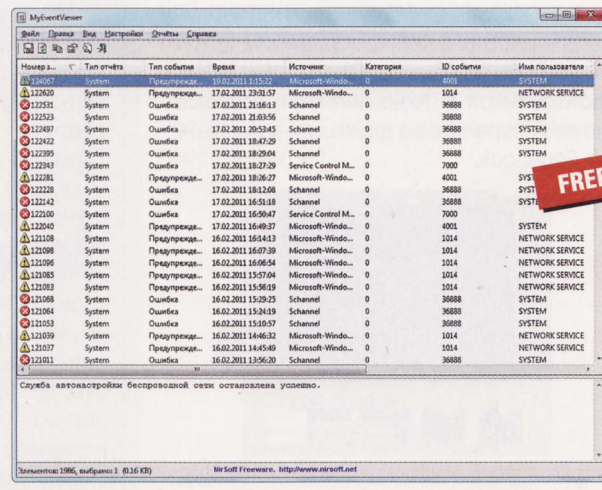 MyEventViewer
Файл Правка Вид Настройки Отчёты Справка
Номер з... Тип отчёта Тип события Время Источник Категория ID события Имя пользователя
124067 System Предупрежде... 19.02.2011 1:15:22 Microsoft-Windo... 0 4001 SYSTEM
122620 System Предупрежде... 17.02.2011 23:31:57 Microsoft-Windo... 0 1014 NETWORK SERVICE
122531 System Ошибка 17.02.2011 21:16:13 Schannel 0 36888 SYSTEM
122523 System Ошибка 17.02.2011 21:03:56 Schannel 0 36888 SYSTEM
122497 System Ошибка 17.02.2011 20:53:45 Schannel 0 36888 SYSTEM
122422 System Ошибка 17.02.2011 18:47:29 Schannel 0 36888 SYSTEM
122395 System Ошибка 17.02.2011 18:29:04 Schannel 0 36888 SYSTEM
122343 System Ошибка 17.02.2011 18:27:29 Service Control M... 0 7000
122281 System Предупрежде... 17.02.2011 18:26:27 Microsoft-Windo... 0 4001 SYST
122228 System Ошибка 17.02.2011 18:12:08 Schannel 0 36888 SYST
122142 System Ошибка 17.02.2011 16:51:18 Schannel 0 36888 SYST
122100 System Ошибка 17.02.2011 16:50:47 Service Control M... 0 7000
122040 System Предупрежде... 17.02.2011 16:49:37 Microsoft-Windo... 0 4001 SYSTEM
121108 System Предупрежде... 16.02.2011 16:14:13 Microsoft-Windo... 0 1014 NETWORK SERVICE
121098 System Предупрежде... 16.02.2011 16:07:39 Microsoft-Windo... 0 1014 NETWORK SERVICE
121096 System Предупрежде... 16.02.2011 16:06:54 Microsoft-Windo... 0 1014 NETWORK SERVICE
121085 System Предупрежде... 16.02.2011 15:57:04 Microsoft-Windo... 0 1014 NETWORK SERVICE
121083 System Предупрежде... 16.02.2011 15:56:19 Microsoft-Windo... 0 1014 NETWORK SERVICE
121068 System Ошибка 16.02.2011 15:29:25 Schannel 0 36888 SYSTEM
121064 System Ошибка 16.02.2011 15:24:19 Schannel 0 36888 SYSTEM
121053 System Ошибка 16.02.2011 15:10:57 Schannel 0 36888 SYSTEM
121039 System Предупрежде... 16.02.2011 14:46:32 Microsoft-Windo... 0 1014 NETWORK SERVICE
121037 System Предупрежде... 16.02.2011 14:45:49 Microsoft-Windo... 0 1014 NETWORK SERVICE
121011 System Ошибка 16.02.2011 13:56:20 Schannel 0 36888 SYSTEM
FREE
Служба автонастройки беспроводной сети остановлена успешно.
Элементов: 1986, выбрано: 1 (0.16 KB) NirSoft Freeware. http://www.nirsoft.net